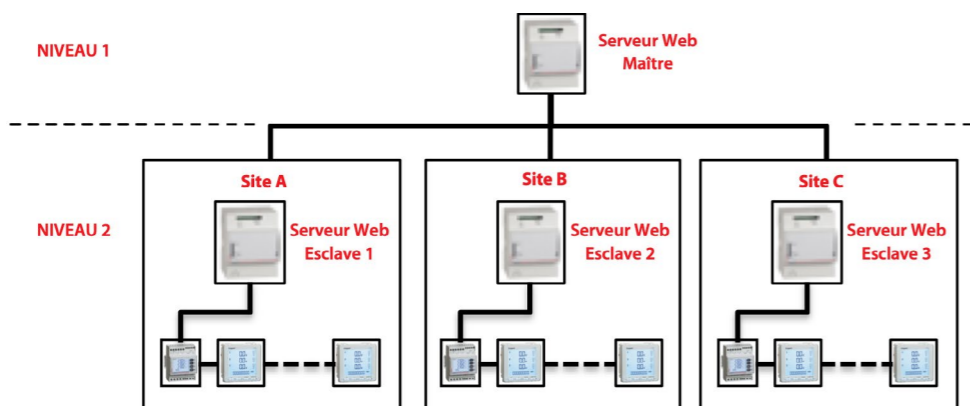 NIVEAU 1
Serveur Web
Maître
NIVEAU 2
Site A
Serveur Web
Esclave 1
Site B
Serveur Web
Esclave 2
Site C
Serveur Web
Esclave 3